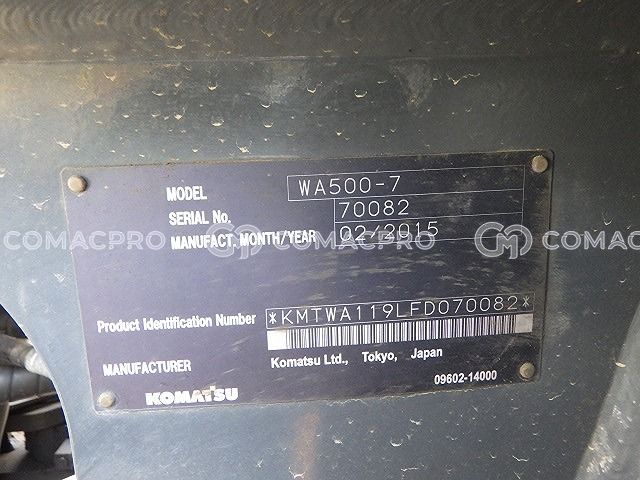 MODEL WA500-7
SERIAL No. 70082
MANUFACT. MONTH/YEAR 02/2015
COMACPRO CM COMACPRO
Product Identification Number *KMTWA119LFD070082*
MANUFACTURER Komatsu Ltd., Tokyo, Japan
KOMATSU 09602-14000